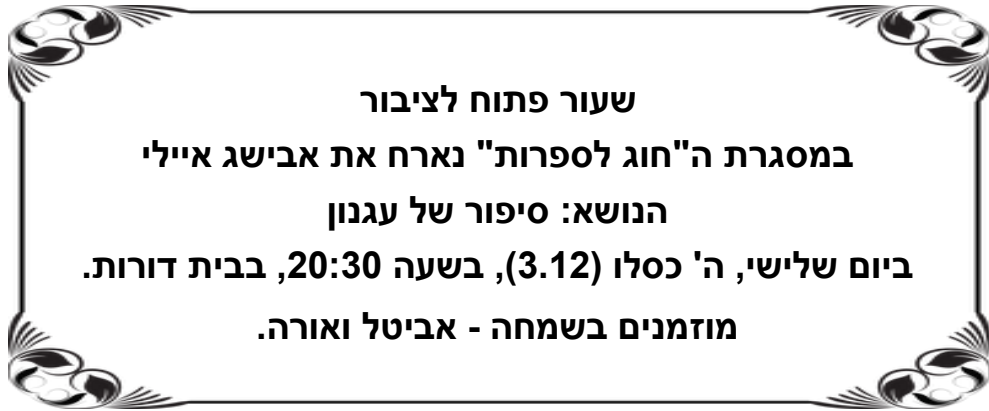 שעור פתוח לציבור
במסגרת ה"חוג לספרות" נארח את אבישג איילי
הנושא: סיפור של עגנון
ביום שלישי, ה' כסלו (3.12), בשעה 20:30, בבית דורות.
מוזמנים בשמחה - אביטל ואורה.